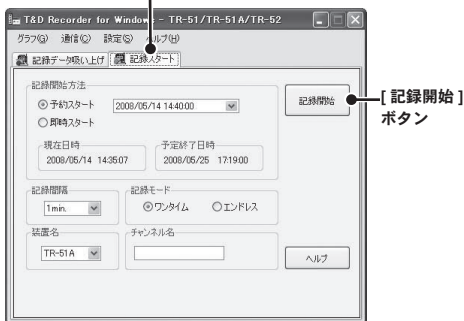 T&D Recorder for Windows - TR-51/TR-51A/TR-52
グラフ(G) 通信(C) 設定(S) ヘルプ(H)
記録データ吸い上げ 記録スタート
記録開始方法
予約スタート 2008/05/14 14:40:00
即時スタート
記録開始
[ 記録開始 ]
ボタン
現在日時 予定終了日時
2008/05/14 14:35:07 2008/05/25 17:19:00
記録間隔 記録モード
1min. ワンタイム エンドレス
装置名 チャンネル名
TR-51A
ヘルプ